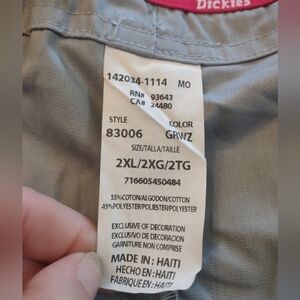 Dickies
142034-1114 MO
RN# 93643
CA# 24480
STYLE COLOR
83006 GRWZ
SIZE/TALLA/TAILLE
2XL/2XG/2TG
716605450484
55%COTON/ALGODON/COTTON
45%POLYESTER/POLIESTER/POLYESTER
EXCLUSIVE OF DECORATION
EXCLUSIVO DE DECORACION
GARNITURE NON COMPRISE
MADE IN: HAITI
HECHO EN: HAITI
FABRIQUE EN: HAITI